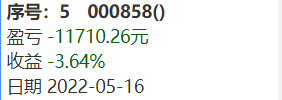 序号：5 000858()
盈亏 -11710.26元
收益 -3.64%
日期 2022-05-16